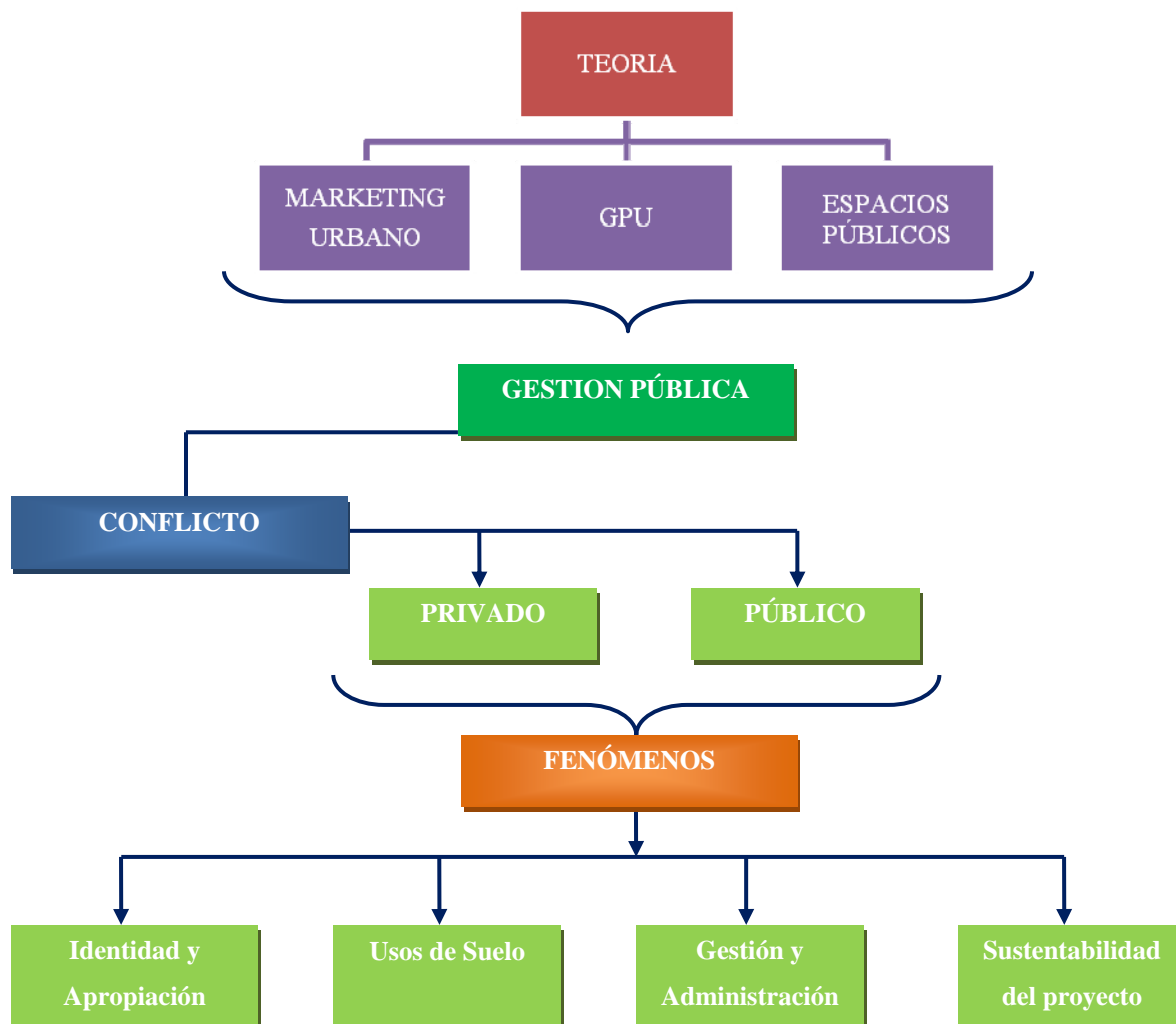 TEORIA
MARKETING
URBANO
GPU
ESPACIOS
PÚBLICOS
GESTION PÚBLICA
CONFLICTO
PRIVADO
PÚBLICO
FENÓMENOS
Identidad y
Apropiación
Usos de Suelo
Gestión y
Administración
Sustentabilidad
del proyecto